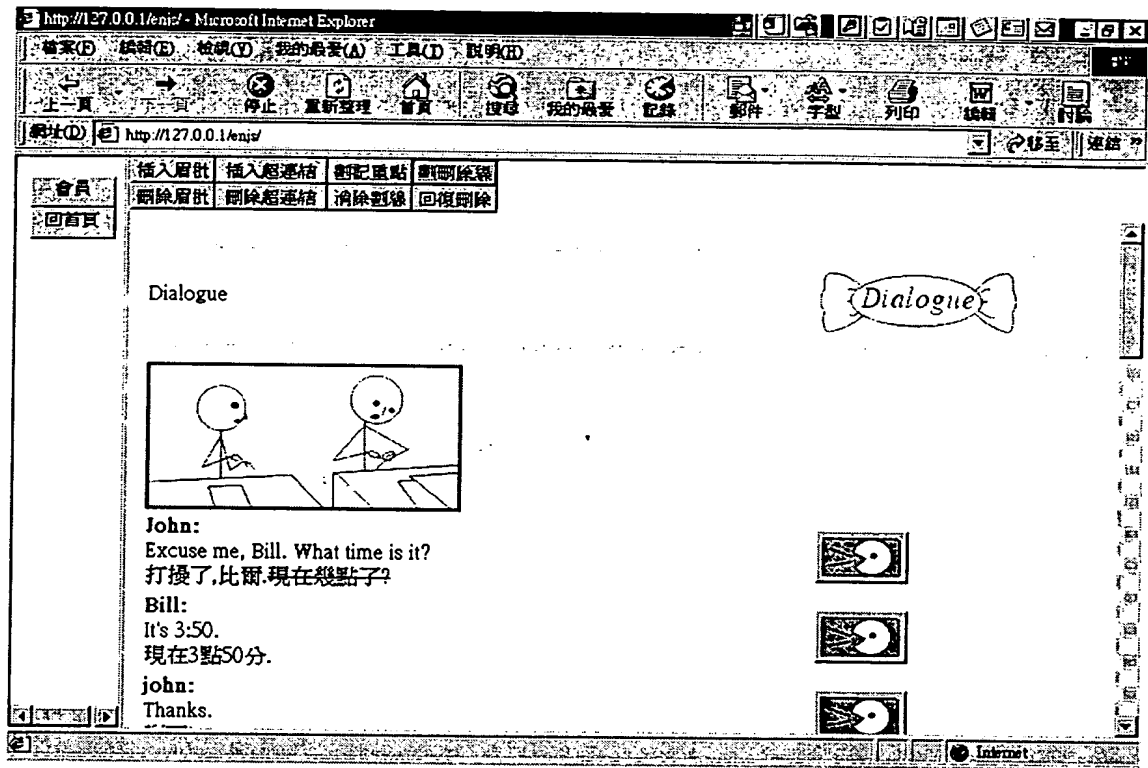 http://127.0.0.1/enjs/ - Microsoft Internet Explorer
檔案(F) 編輯(E) 檢視(V) 我的最愛(A) 工具(T) 說明(H)
上一頁 下一頁 停止 重新整理 首頁 搜尋 我的最愛 記錄 郵件 字型 列印 編輯 討論
網址(D) http://127.0.0.1/enjs/ 移至 連結 »
會員
回首頁
插入眉批 插入超連結 劃記重點 劃刪除線
刪除眉批 刪除超連結 消除劃線 回復刪除
Dialogue
Dialogue
John:
Excuse me, Bill. What time is it?
打擾了,比爾.現在幾點了?
Bill:
It's 3:50.
現在3點50分.
john:
Thanks.
Internet